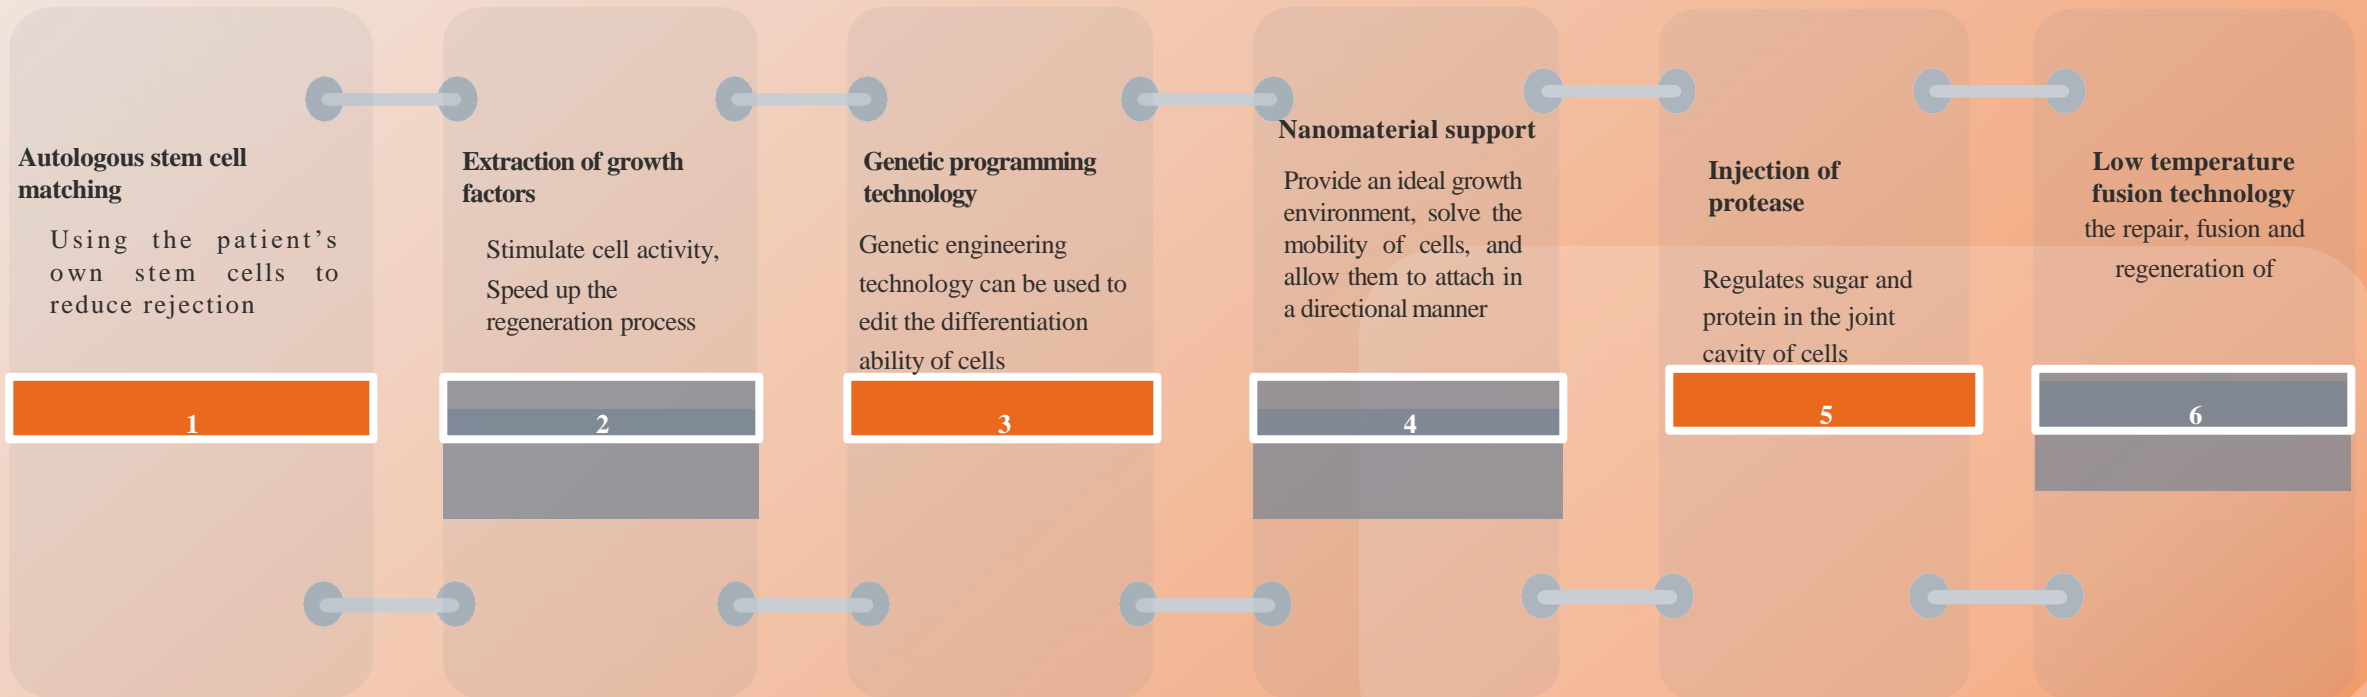 Autologous stem cell
matching
Using the patient's
own stem cells to
reduce rejection
1
Extraction of growth
factors
Stimulate cell activity,
Speed up the
regeneration process
2
Genetic programming
technology
Genetic engineering
technology can be used to
edit the differentiation
ability of cells
3
Nanomaterial support
Provide an ideal growth
environment, solve the
mobility of cells, and
allow them to attach in
a directional manner
4
Injection of
protease
Regulates sugar and
protein in the joint
cavity of cells
5
Low temperature
fusion technology
the repair, fusion and
regeneration of
6